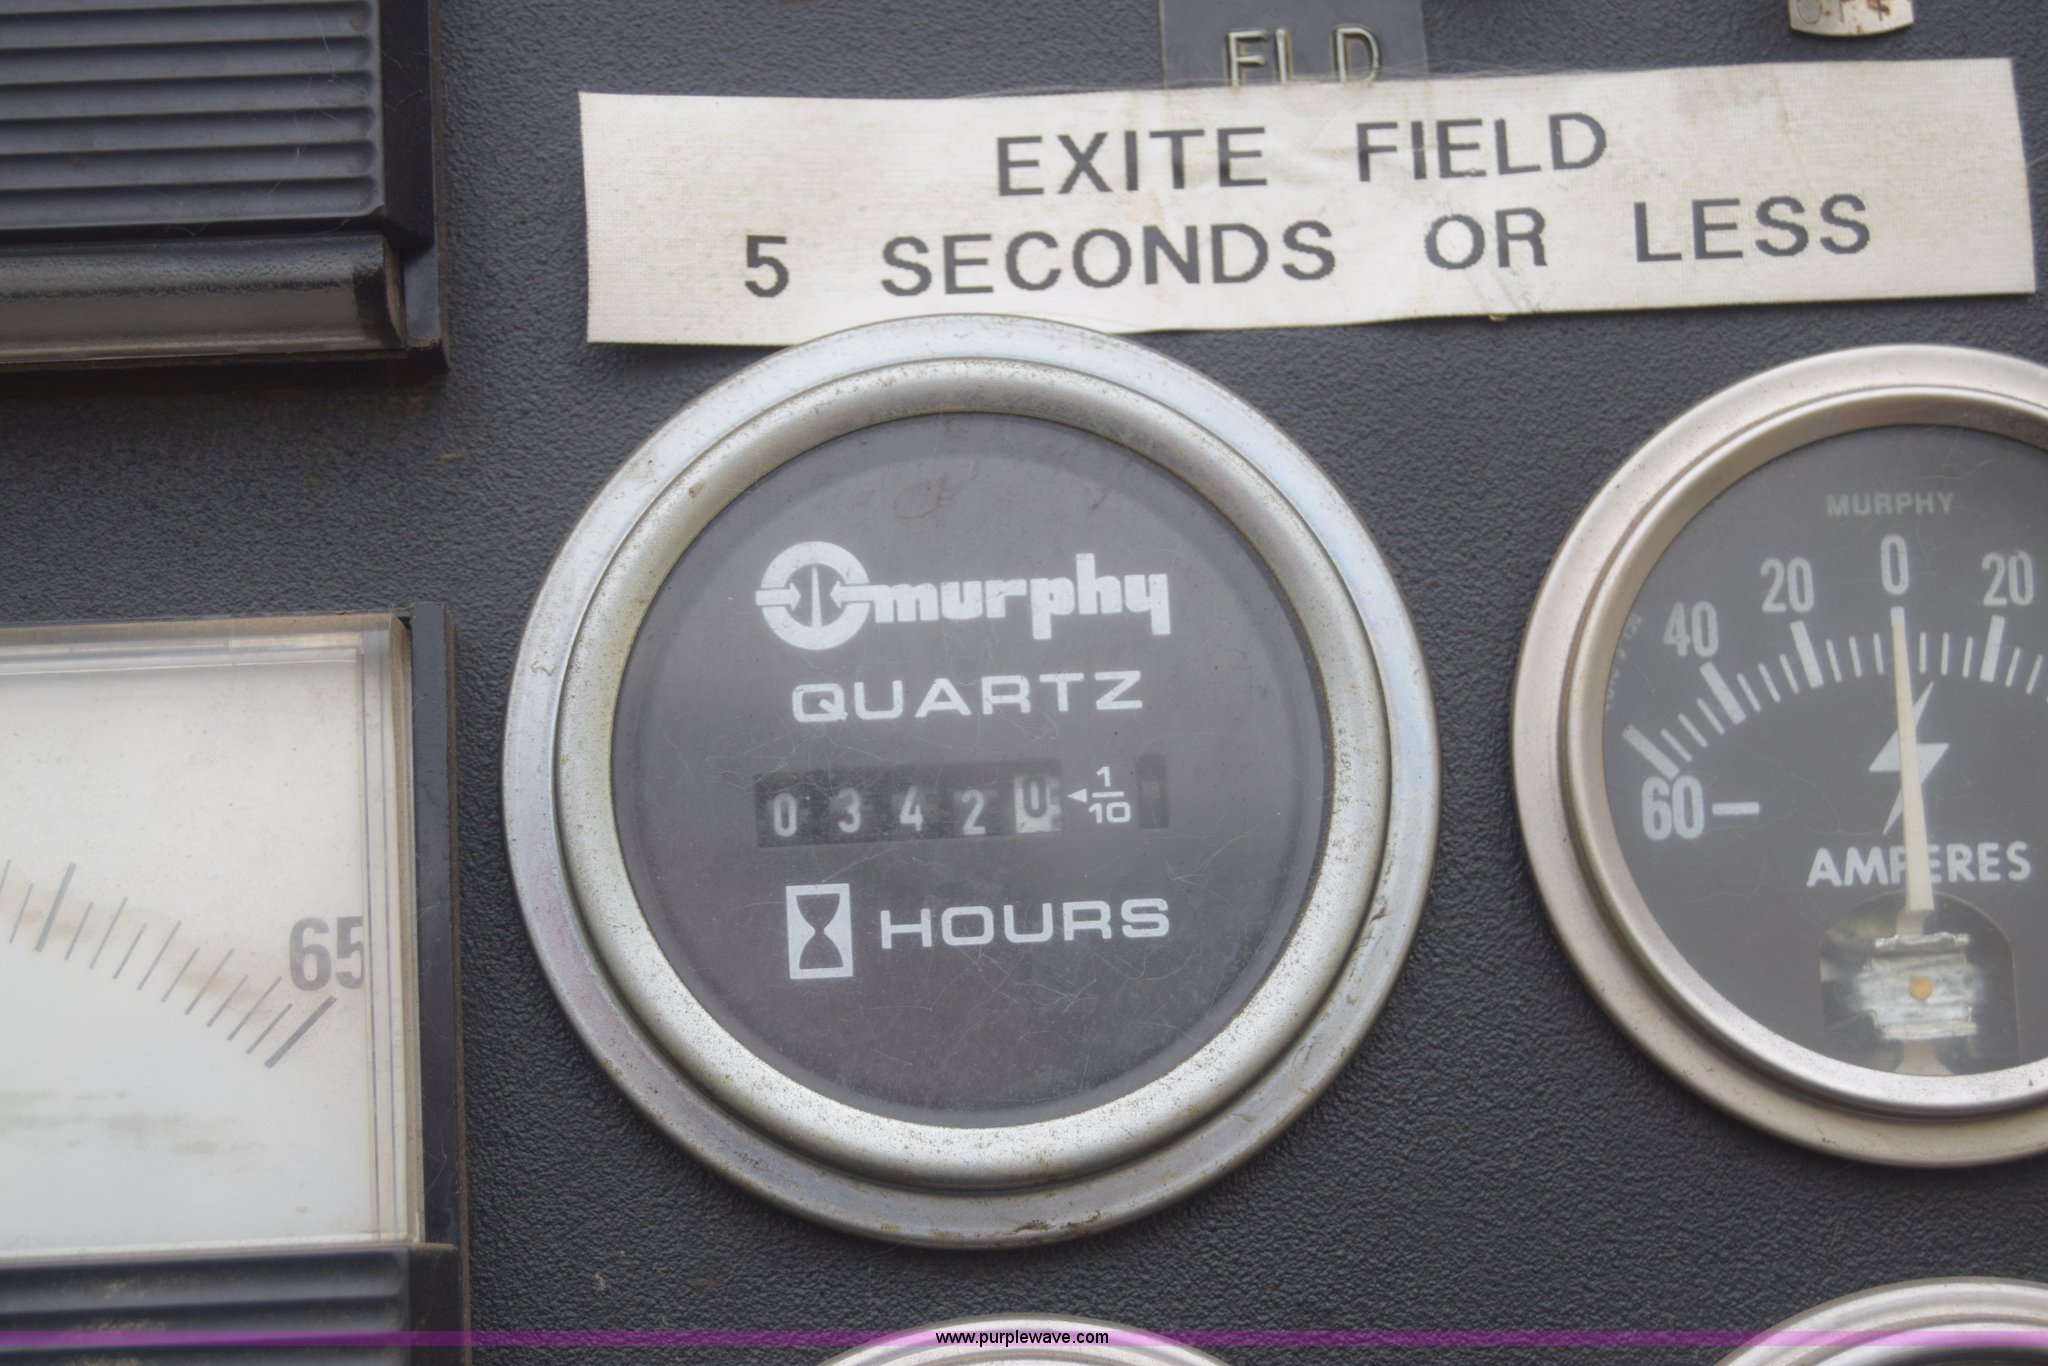 FLD
EXITE FIELD
5 SECONDS OR LESS
murphy
QUARTZ
0 3 4 2 0 1/10
HOURS
MURPHY
60 40 20 0 20
AMPERES
65
www.purplewave.com